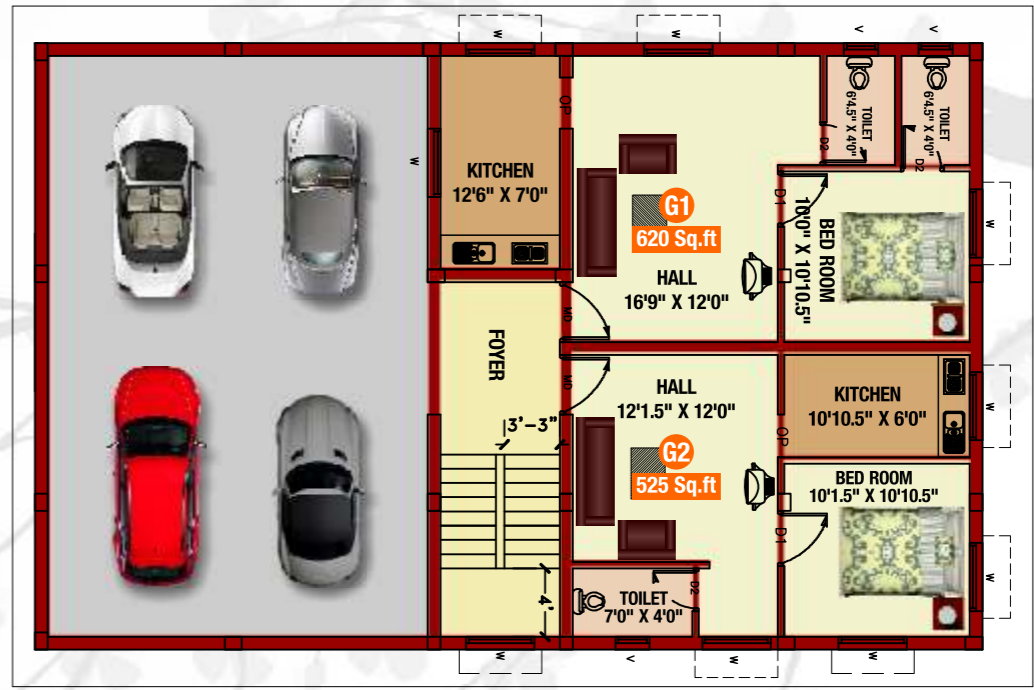 W
W
V
V
OP
TOILET
6'4.5" X 4'0"
TOILET
6'4.5" X 4'0"
D2
D2
W
KITCHEN
12'6" X 7'0"
G1
620 Sq.ft
D1
BED ROOM
10'0" X 10'10.5"
W
HALL
16'9" X 12'0"
MD
FOYER
MD
HALL
12'1.5" X 12'0"
KITCHEN
10'10.5" X 6'0"
W
3'-3"
OP
G2
525 Sq.ft
BED ROOM
10'1.5" X 10'10.5"
D1
W
4'
TOILET
7'0" X 4'0"
D2
W
V
W
W